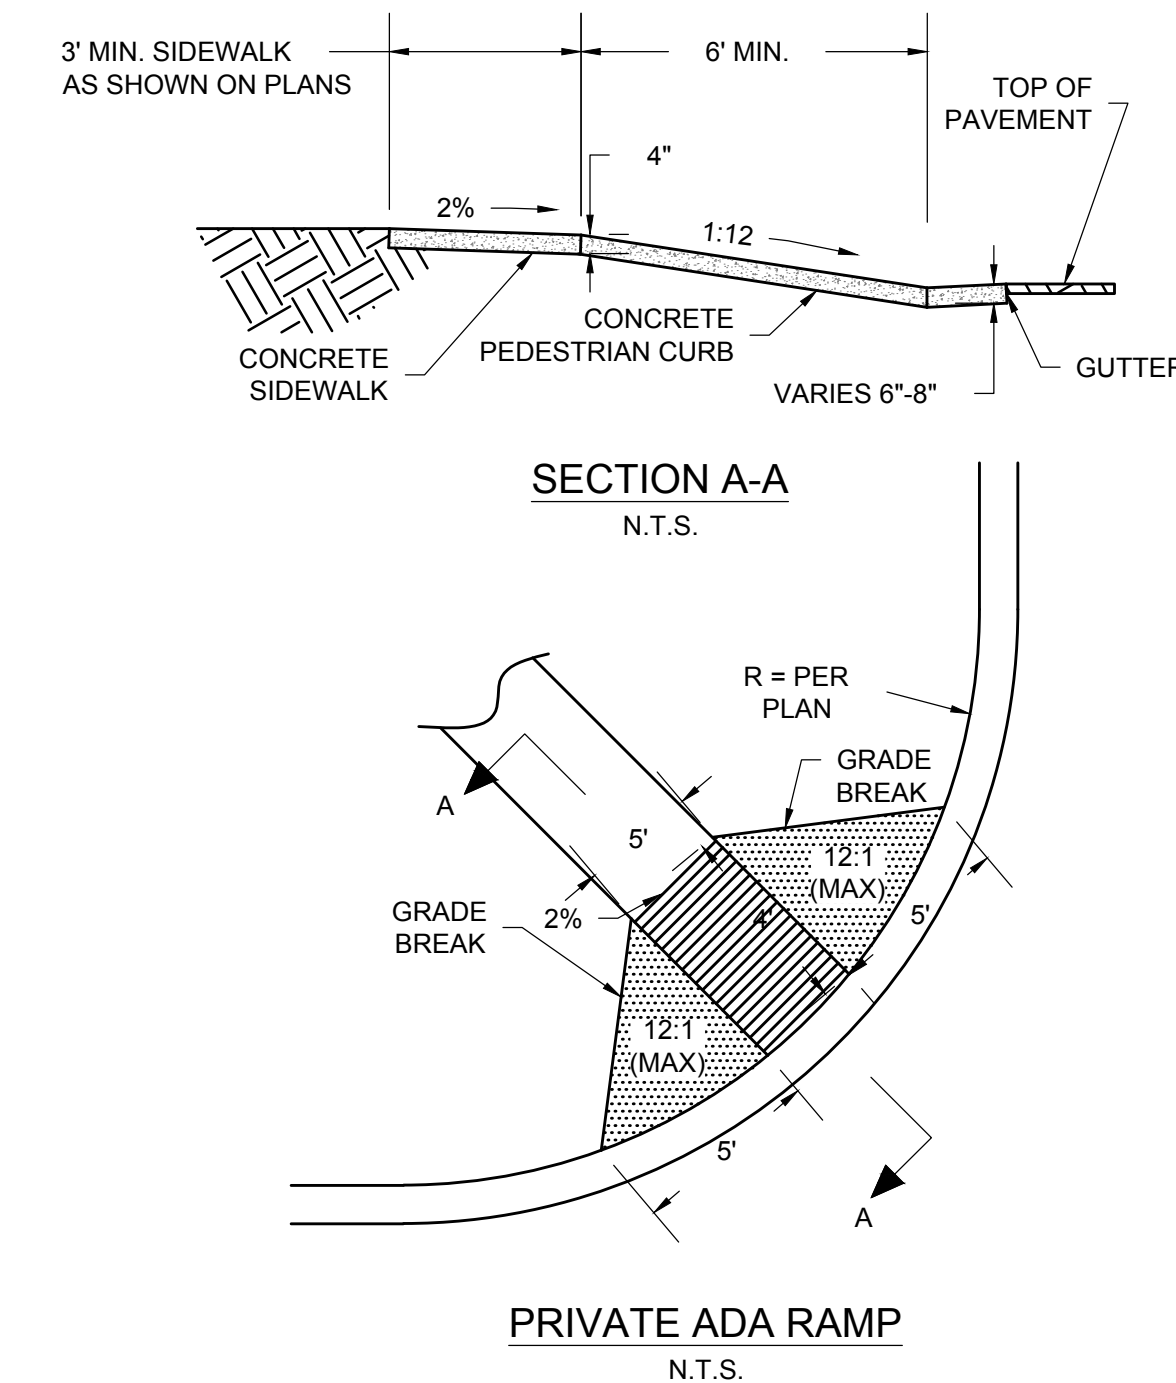 3' MIN. SIDEWALK
AS SHOWN ON PLANS
6' MIN.
TOP OF
PAVEMENT
4"
2%
1:12
CONCRETE
SIDEWALK
CONCRETE
PEDESTRIAN CURB
VARIES 6"-8"
GUTTER
SECTION A-A
N.T.S.
R = PER
PLAN
GRADE
BREAK
A
5'
12:1
(MAX)
4'
5'
GRADE
BREAK
2%
12:1
(MAX)
5'
A
PRIVATE ADA RAMP
N.T.S.